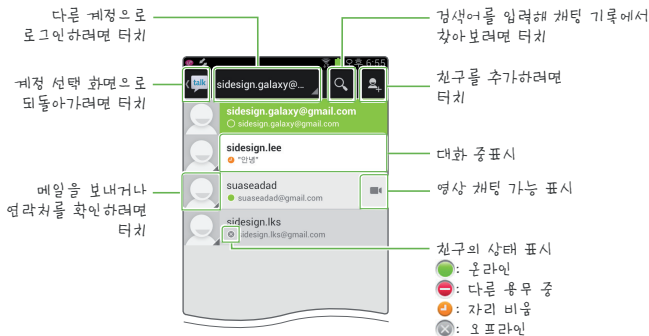 다른 계정으로
로그인하려면 터치
검색어를 입력해 채팅 기록에서
찾아보려면 터치
계정 선택 화면으로
되돌아가려면 터치
친구를 추가하려면
터치
오후 6:55
talk
sidesign.galaxy@...
sidesign.galaxy@gmail.com
sidesign.galaxy@gmail.com
sidesign.lee
"안녕"
대화 중표시
메일을 보내거나
연락처를 확인하려면
터치
suaseadad
suaseadad@gmail.com
영상 채팅 가능 표시
sidesign.lks
sidesign.lks@gmail.com
친구의 상태 표시
: 온라인
: 다른 용무 중
: 자리 비움
: 오프라인